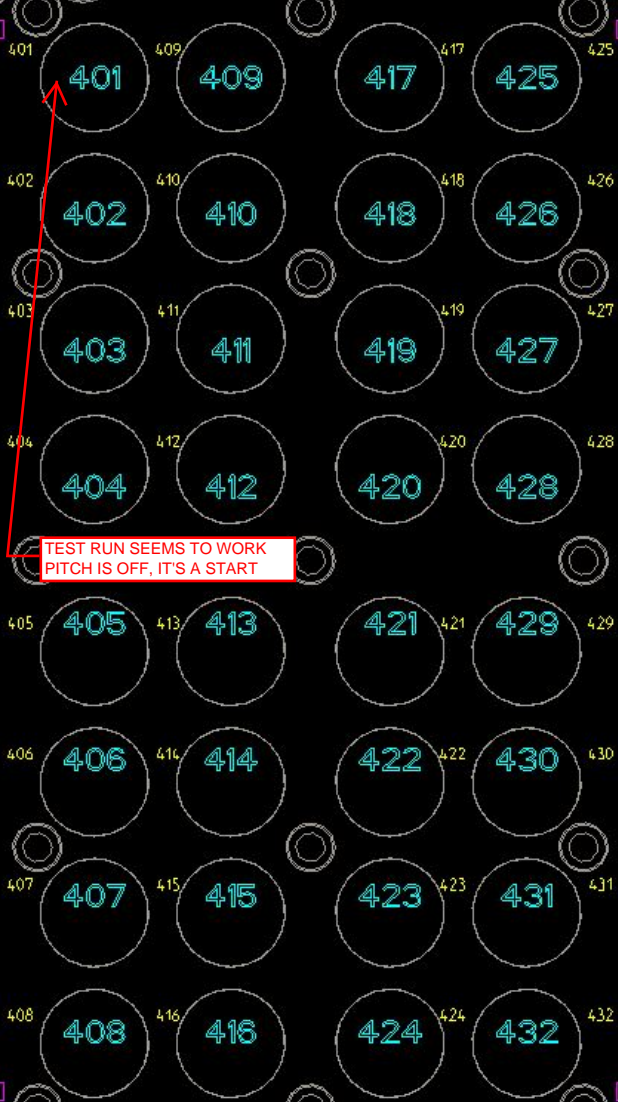 401 401 409 409 417 417 425 425
402 402 410 410 418 418 426 426
403 403 411 411 419 419 427 427
404 404 412 412 420 420 428 428
TEST RUN SEEMS TO WORK
PITCH IS OFF, IT'S A START
405 405 413 413 421 421 429 429
406 406 414 414 422 422 430 430
407 407 415 415 423 423 431 431
408 408 416 416 424 424 432 432